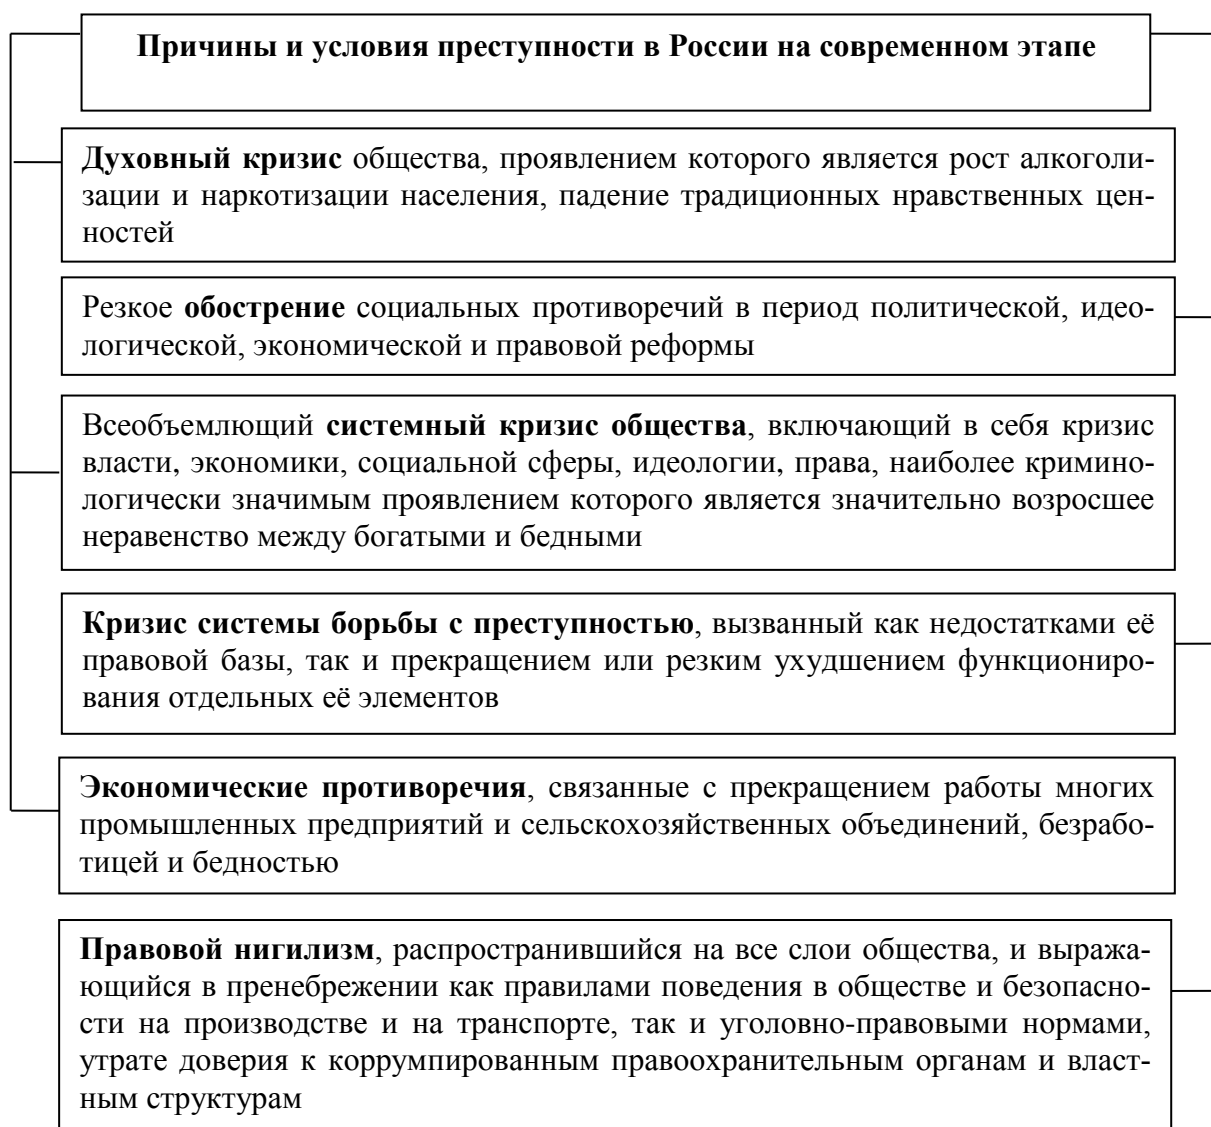 Причины и условия преступности в России на современном этапе
Духовный кризис общества, проявлением которого является рост алкоголи-
зации и наркотизации населения, падение традиционных нравственных цен-
ностей
Резкое обострение социальных противоречий в период политической, идео-
логической, экономической и правовой реформы
Всеобъемлющий системный кризис общества, включающий в себя кризис
власти, экономики, социальной сферы, идеологии, права, наиболее кримино-
логически значимым проявлением которого является значительно возросшее
неравенство между богатыми и бедными
Кризис системы борьбы с преступностью, вызванный как недостатками её
правовой базы, так и прекращением или резким ухудшением функциониро-
вания отдельных её элементов
Экономические противоречия, связанные с прекращением работы многих
промышленных предприятий и сельскохозяйственных объединений, безрабо-
тицей и бедностью
Правовой нигилизм, распространившийся на все слои общества, и выража-
ющийся в пренебрежении как правилами поведения в обществе и безопасно-
сти на производстве и на транспорте, так и уголовно-правовыми нормами,
утрате доверия к коррумпированным правоохранительным органам и власт-
ным структурам